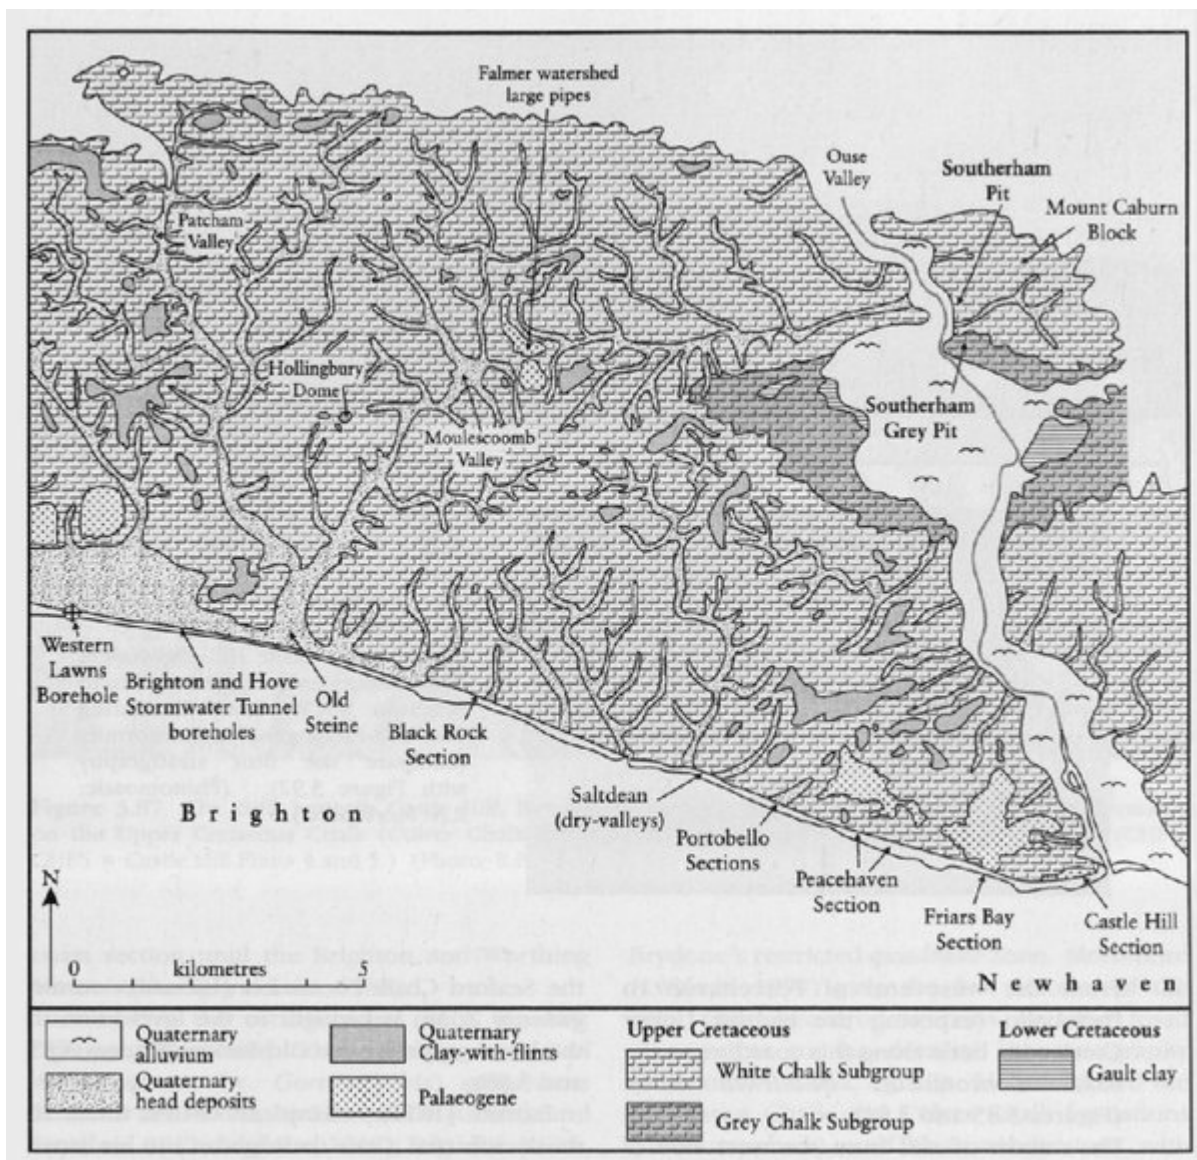 Falmer watershed
large pipes
Ouse
Valley
Southerham
Pit
Mount Caburn
Block
Patcham
Valley
Hollingbury
Dome
Moulescoomb
Valley
Southerham
Grey Pit
Western
Lawns
Borehole
Brighton and Hove
Stormwater Tunnel
boreholes
Old
Steine
Black Rock
Section
Saltdean
(dry-valleys)
Portobello
Sections
Peacehaven
Section
Friars Bay
Section
Castle Hill
Section
Brighton
Newhaven
N
0 kilometres 5
Quaternary
alluvium
Quaternary
head deposits
Quaternary
Clay-with-flints
Palaeogene
Upper Cretaceous
White Chalk Subgroup
Grey Chalk Subgroup
Lower Cretaceous
Gault clay